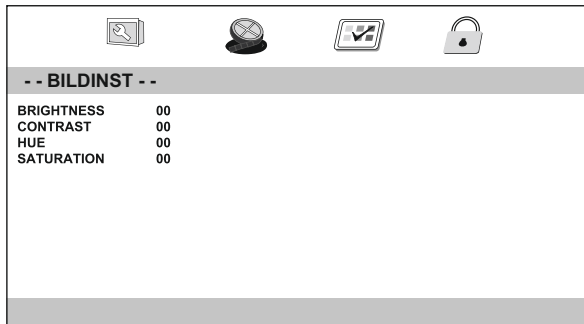 - - BILDINST - -
BRIGHTNESS 00
CONTRAST 00
HUE 00
SATURATION 00